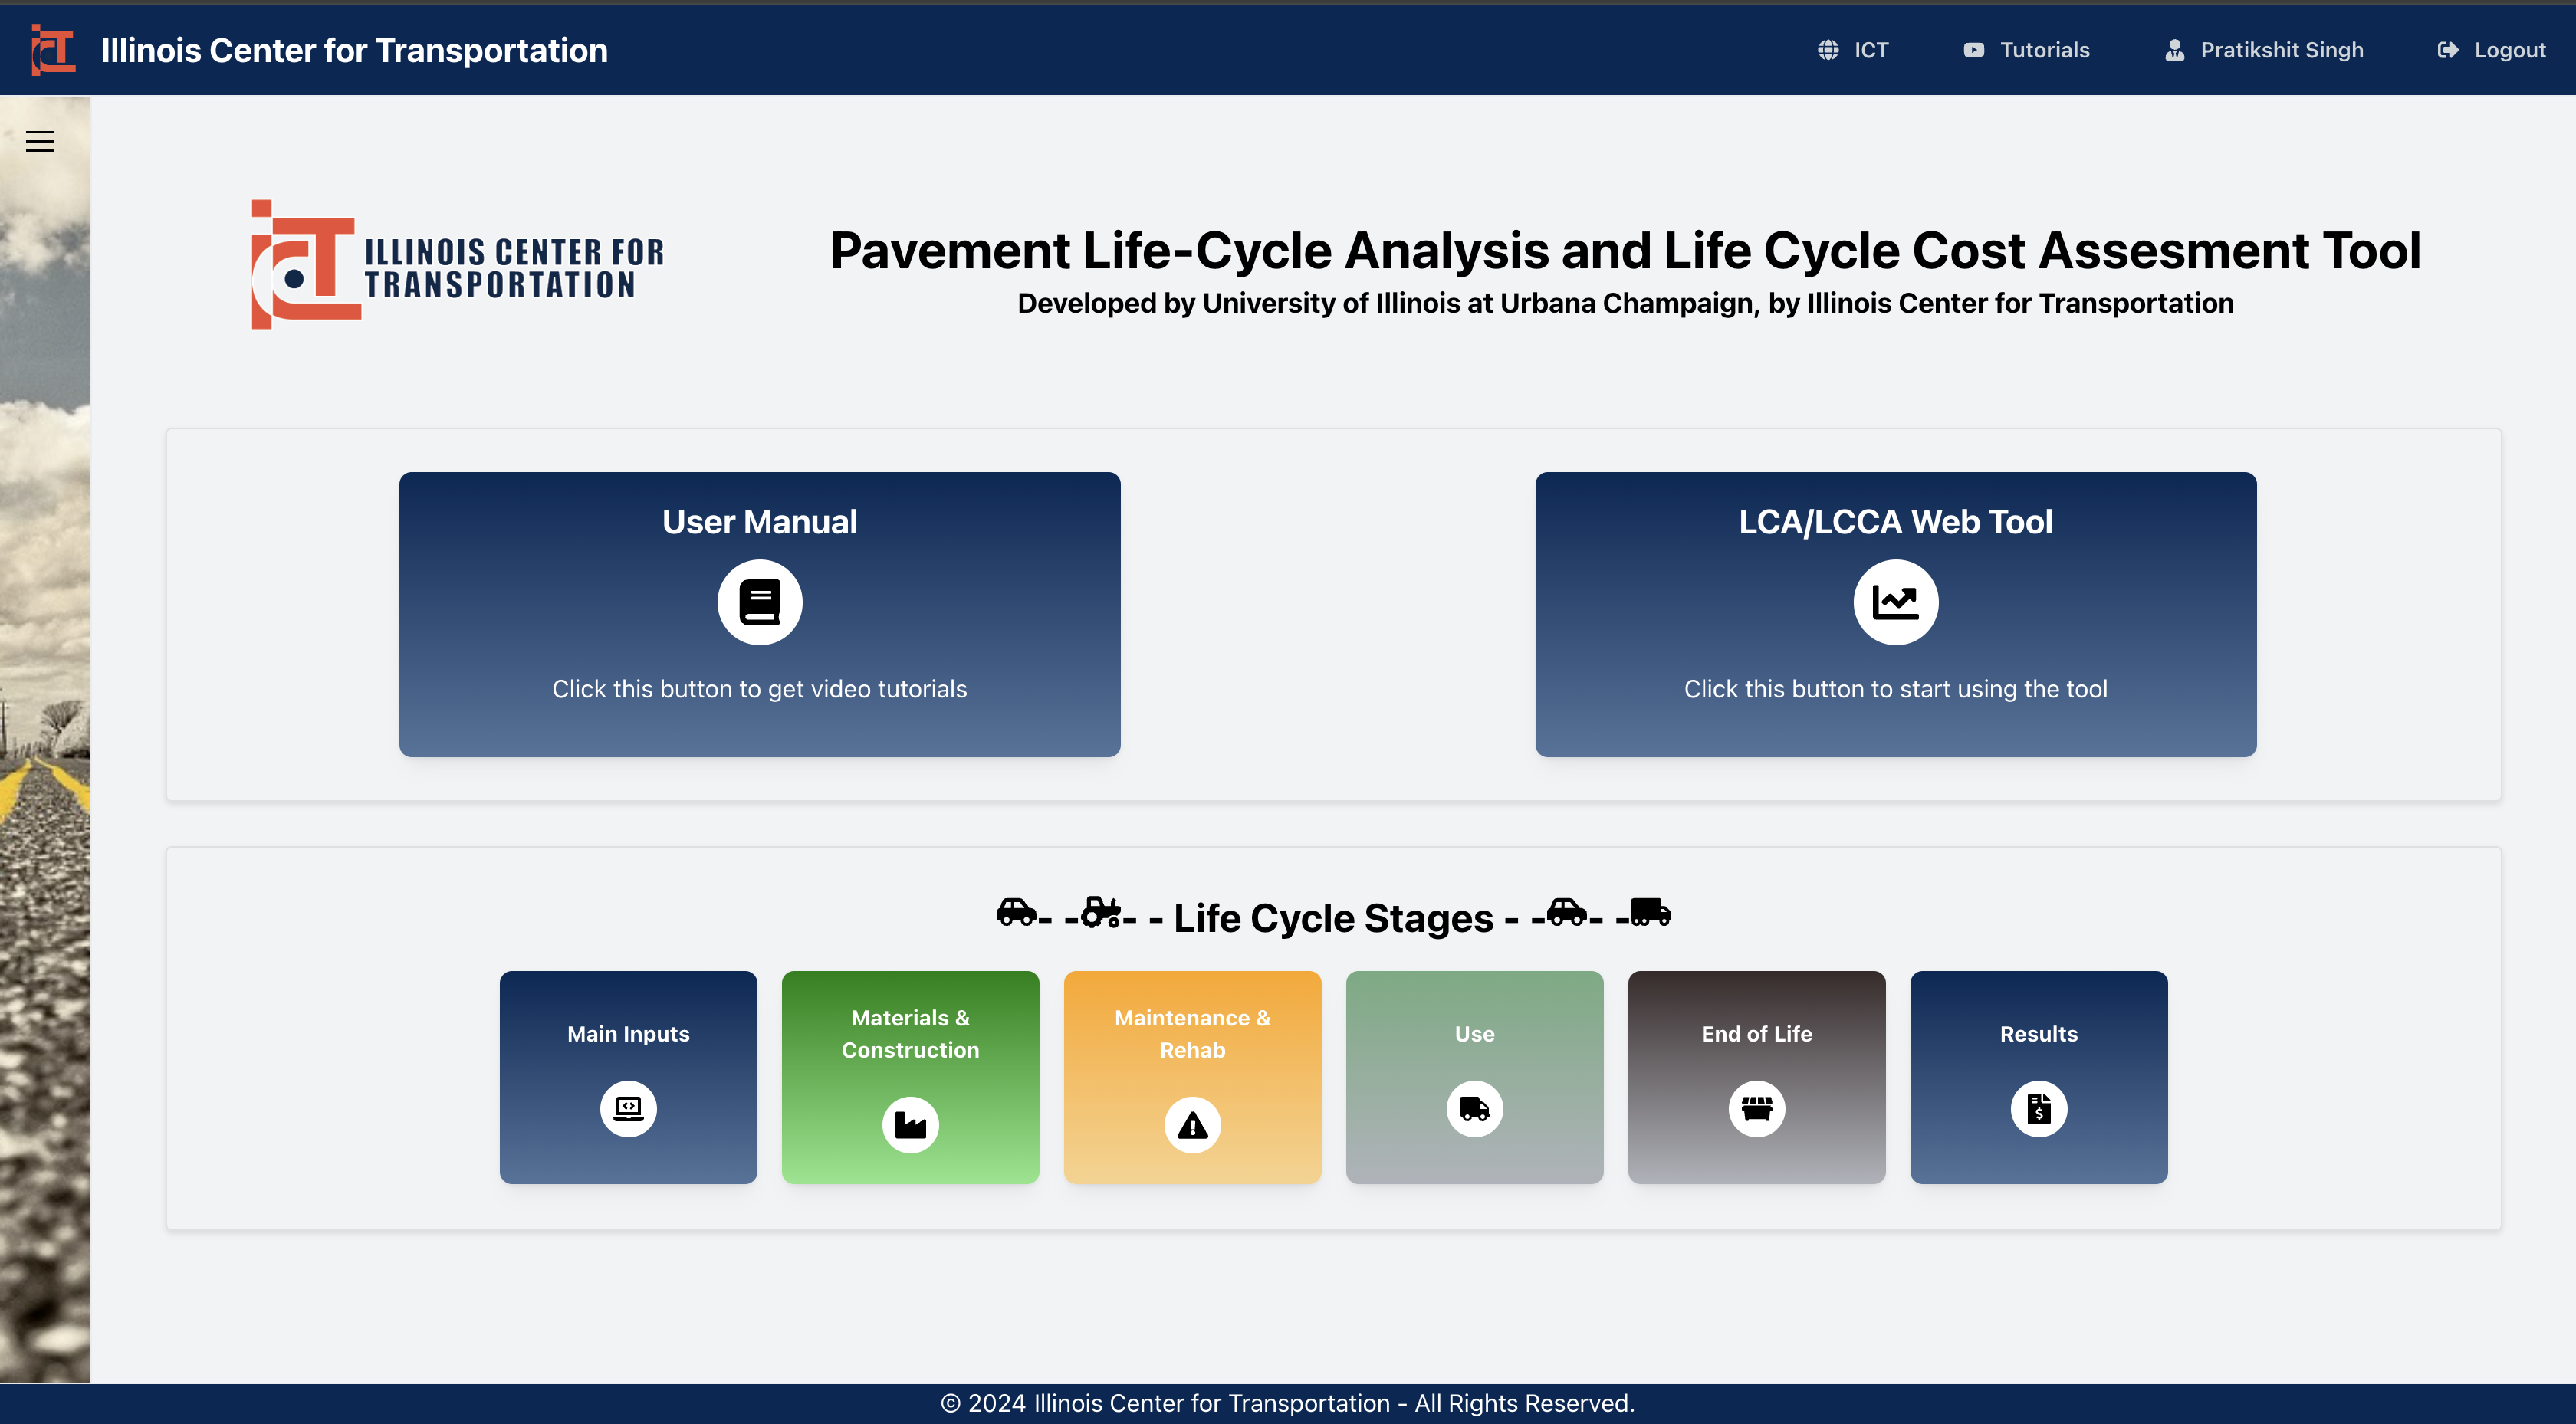 Illinois Center for Transportation
ICT
Tutorials
Pratikshit Singh
Logout
ICT ILLINOIS CENTER FOR
TRANSPORTATION
Pavement Life-Cycle Analysis and Life Cycle Cost Assesment Tool
Developed by University of Illinois at Urbana Champaign, by Illinois Center for Transportation
User Manual
Click this button to get video tutorials
LCA/LCCA Web Tool
Click this button to start using the tool
- - - - Life Cycle Stages - - - -
Main Inputs
Materials &
Construction
Maintenance &
Rehab
Use
End of Life
Results
© 2024 Illinois Center for Transportation - All Rights Reserved.